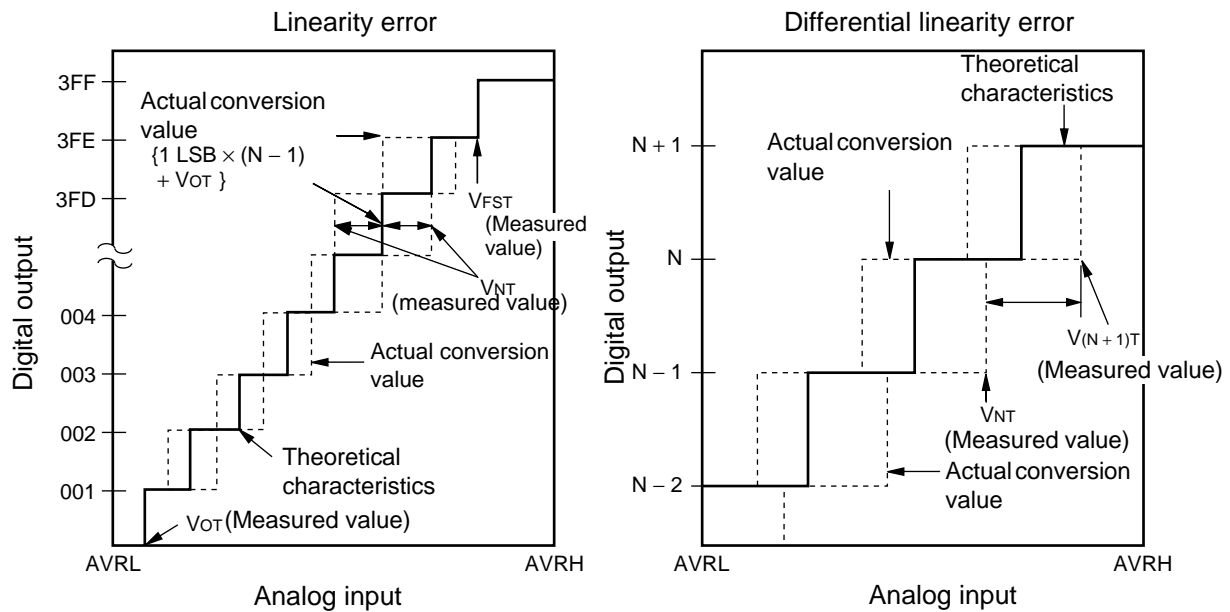 Linearity error
3FF
3FE
3FD
004
003
002
001
Digital output
Actual conversion
value
{1 LSB × (N − 1)
+ VOT }
VFST
(Measured
value)
VNT
(measured value)
Actual conversion
value
Theoretical
characteristics
VOT (Measured value)
AVRL
AVRH
Analog input
Differential linearity error
N + 1
N
N − 1
N − 2
Digital output
Theoretical
characteristics
Actual conversion
value
V(N + 1)T
(Measured value)
VNT
(Measured value)
Actual conversion
value
AVRL
AVRH
Analog input